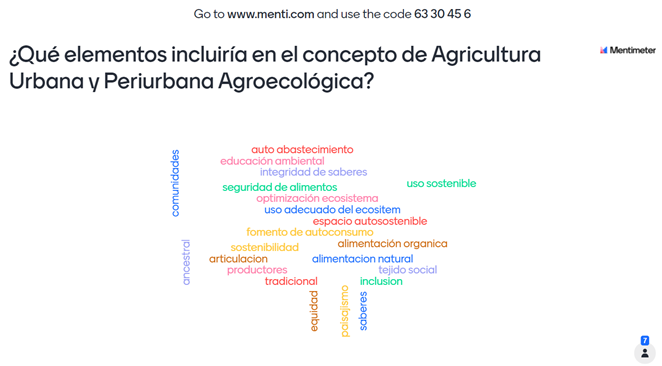 Go to www.menti.com and use the code 63 30 45 6
¿Qué elementos incluiría en el concepto de Agricultura
Urbana y Periurbana Agroecológica?
Mentimeter
auto abastecimiento
educación ambiental
integridad de saberes
comunidades
seguridad de alimentos
uso sostenible
optimización ecosistema
uso adecuado del ecositem
espacio autosostenible
fomento de autoconsumo
alimentación organica
sostenibilidad
ancestral
articulacion
alimentacion natural
productores
tejido social
tradicional
inclusion
equidad
paisajismo
saberes
7